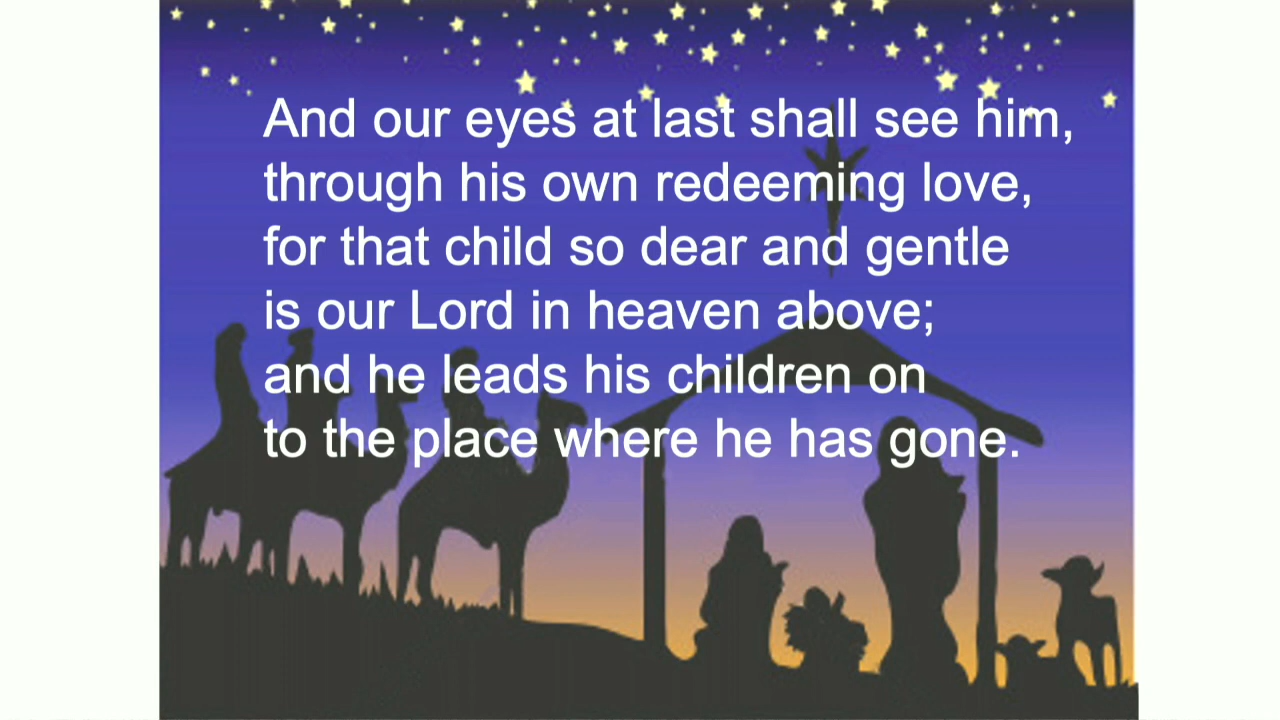 And our eyes at last shall see him,
through his own redeeming love,
for that child so dear and gentle
is our Lord in heaven above;
and he leads his children on
to the place where he has gone.